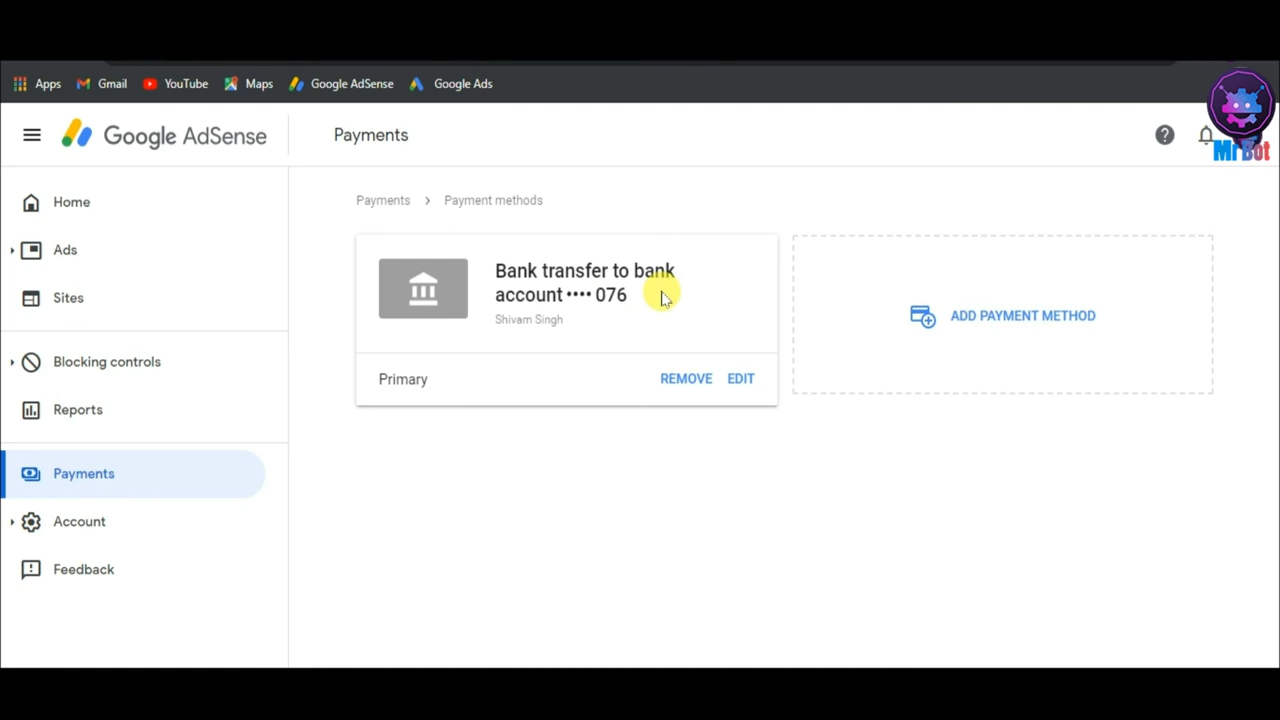 Apps Gmail YouTube Maps Google AdSense Google Ads
Google AdSense
Payments
MrBot
Home
Ads
Sites
Blocking controls
Reports
Payments
Account
Feedback
Payments > Payment methods
Bank transfer to bank
account •••• 076
Shivam Singh
Primary
REMOVE EDIT
ADD PAYMENT METHOD